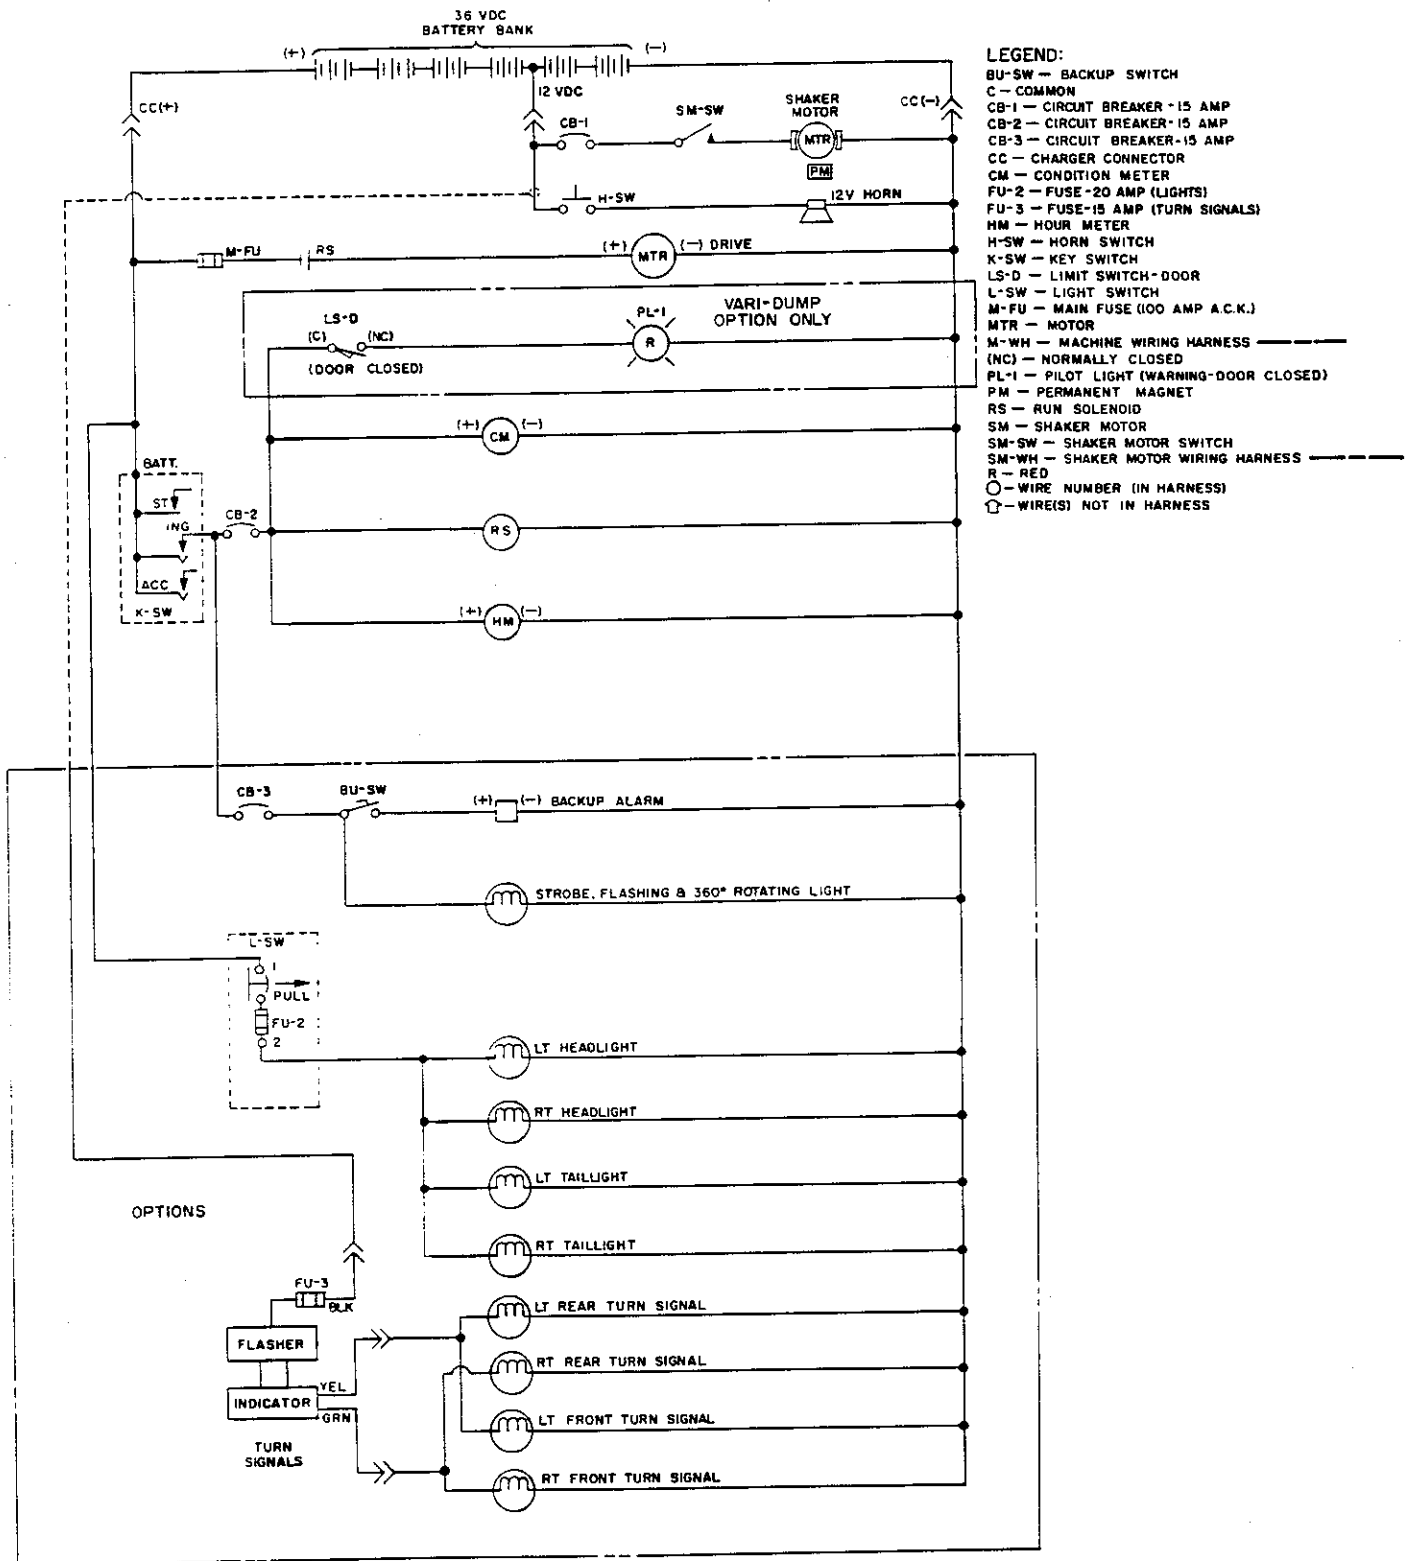 36 VDC
BATTERY BANK
(+)
(—)
CC(+)
12 VDC
CC(—)
CB-1
SM-SW
SHAKER
MOTOR
MTR
PM
H-SW
12V HORN
M-FU
RS
(+)
MTR
(—) DRIVE
VARI-DUMP
OPTION ONLY
LS-D
(C)
(NC)
(DOOR CLOSED)
PL-1
R
(+)
CM
(—)
BATT.
ST
ING
ACC
K-SW
CB-2
RS
(+)
HM
(—)
LEGEND:
BU-SW — BACKUP SWITCH
C — COMMON
CB-1 — CIRCUIT BREAKER - 15 AMP
CB-2 — CIRCUIT BREAKER- 15 AMP
CB-3 — CIRCUIT BREAKER-15 AMP
CC — CHARGER CONNECTOR
CM — CONDITION METER
FU-2 — FUSE-20 AMP (LIGHTS)
FU-3 — FUSE-15 AMP (TURN SIGNALS)
HM — HOUR METER
H-SW — HORN SWITCH
K-SW — KEY SWITCH
LS-D — LIMIT SWITCH-DOOR
L-SW — LIGHT SWITCH
M-FU — MAIN FUSE (100 AMP A.C.K.)
MTR — MOTOR
M-WH — MACHINE WIRING HARNESS
(NC) — NORMALLY CLOSED
PL-1 — PILOT LIGHT (WARNING-DOOR CLOSED)
PM — PERMANENT MAGNET
RS — RUN SOLENOID
SM — SHAKER MOTOR
SM-SW — SHAKER MOTOR SWITCH
SM-WH — SHAKER MOTOR WIRING HARNESS
R — RED
— WIRE NUMBER (IN HARNESS)
— WIRE(S) NOT IN HARNESS
CB-3
BU-SW
(+)
(—) BACKUP ALARM
STROBE, FLASHING & 360° ROTATING LIGHT
L-SW
1
PULL
FU-2
2
LT HEADLIGHT
RT HEADLIGHT
LT TAILLIGHT
RT TAILLIGHT
OPTIONS
FU-3
BLK
FLASHER
INDICATOR
YEL
GRN
TURN
SIGNALS
LT REAR TURN SIGNAL
RT REAR TURN SIGNAL
LT FRONT TURN SIGNAL
RT FRONT TURN SIGNAL